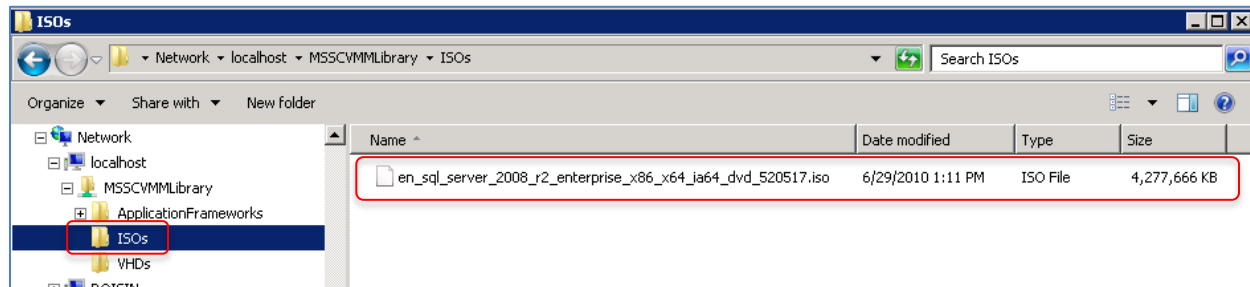 ISOs
Network localhost MSSCVMMLibrary ISOs Search ISOs
Organize Share with New folder
Network
localhost
MSSCVMMLibrary
ApplicationFrameworks
ISOs
VHDs
Name Date modified Type Size
en_sql_server_2008_r2_enterprise_x86_x64_ia64_dvd_520517.iso 6/29/2010 1:11 PM ISO File 4,277,666 KB